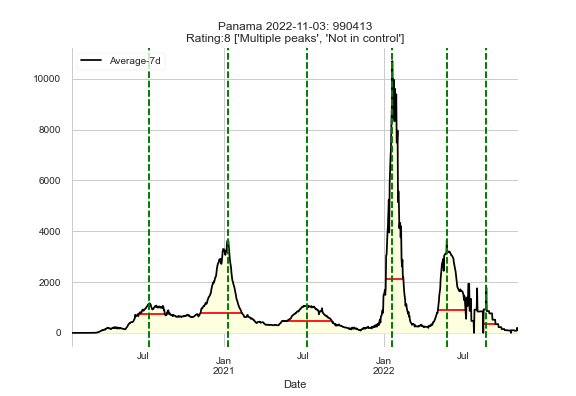 Panama 2022-11-03: 990413
Rating:8 ['Multiple peaks', 'Not in control']
Average-7d
10000
8000
6000
4000
2000
0
Jul
Jan
2021
Jul
Jan
2022
Jul
Date